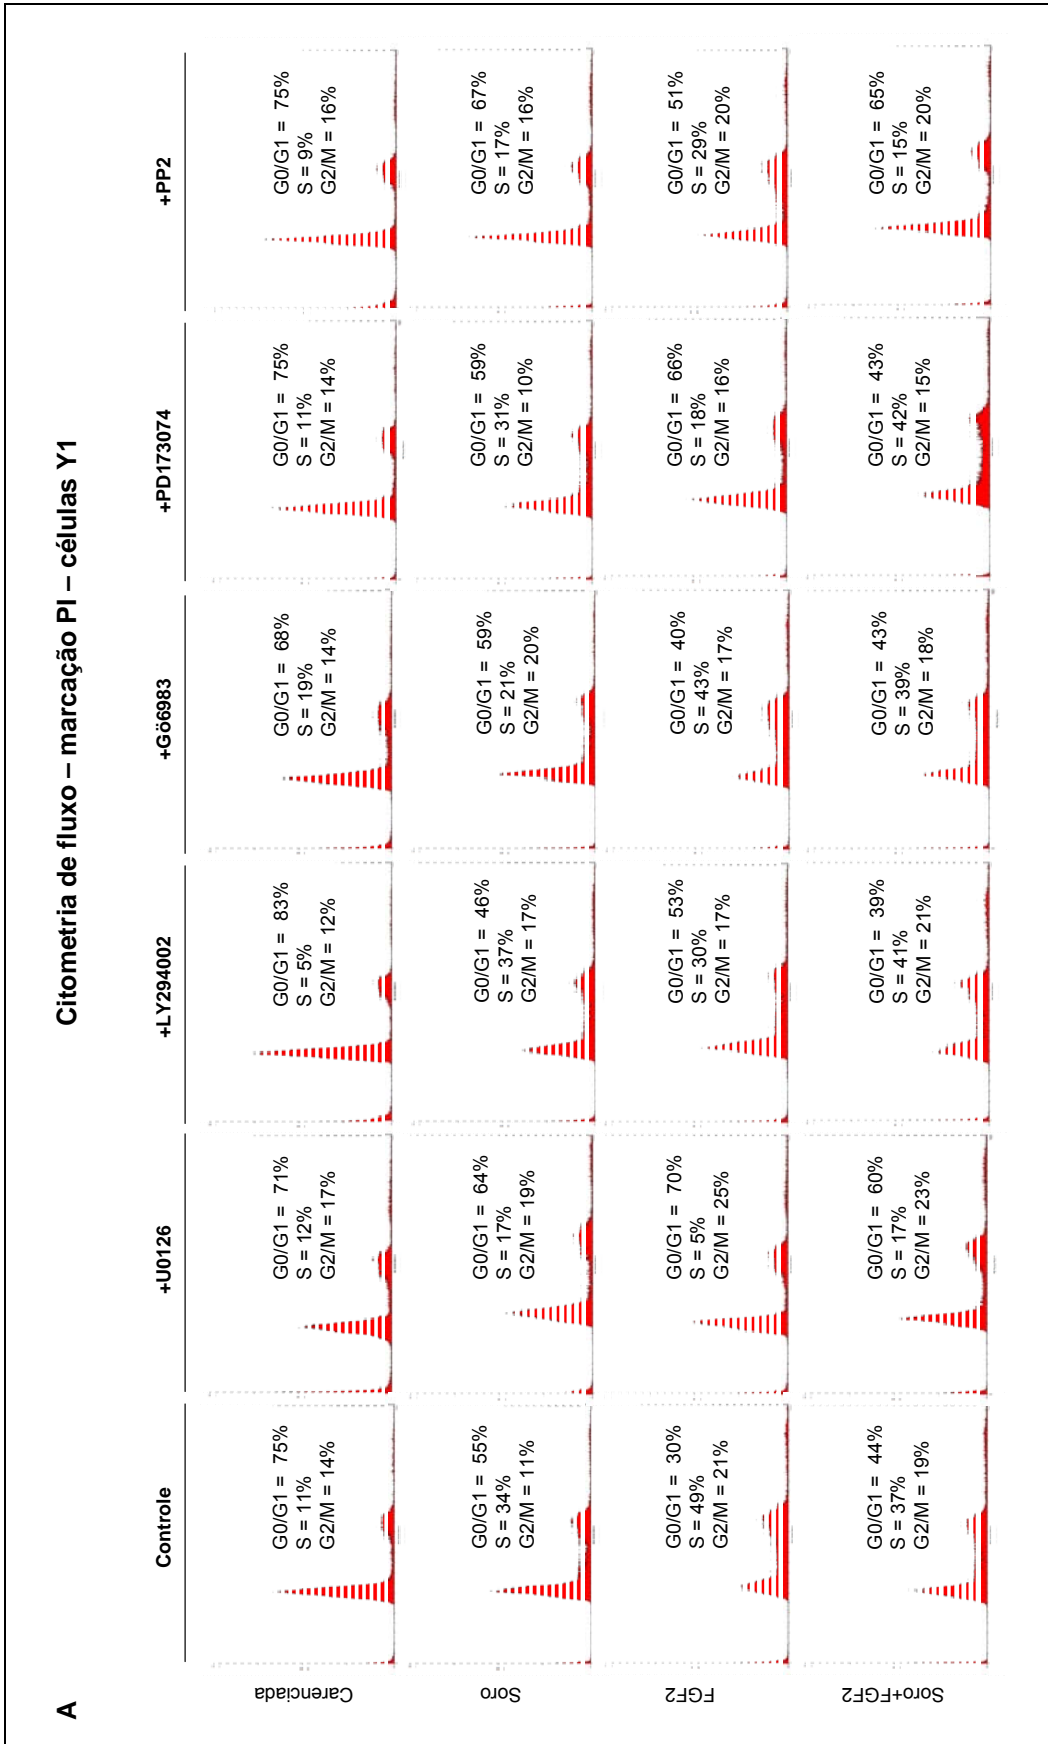 A
Citometria de fluxo – marcação PI – células Y1
Controle
+U0126
+LY294002
+Gö6983
+PD173074
+PP2
Carenciada
G0/G1 = 75%
S = 11%
G2/M = 14%
G0/G1 = 71%
S = 12%
G2/M = 17%
G0/G1 = 83%
S = 5%
G2/M = 12%
G0/G1 = 68%
S = 19%
G2/M = 14%
G0/G1 = 75%
S = 11%
G2/M = 14%
G0/G1 = 75%
S = 9%
G2/M = 16%
Soro
G0/G1 = 55%
S = 34%
G2/M = 11%
G0/G1 = 64%
S = 17%
G2/M = 19%
G0/G1 = 46%
S = 37%
G2/M = 17%
G0/G1 = 59%
S = 21%
G2/M = 20%
G0/G1 = 59%
S = 31%
G2/M = 10%
G0/G1 = 67%
S = 17%
G2/M = 16%
FGF2
G0/G1 = 30%
S = 49%
G2/M = 21%
G0/G1 = 70%
S = 5%
G2/M = 25%
G0/G1 = 53%
S = 30%
G2/M = 17%
G0/G1 = 40%
S = 43%
G2/M = 17%
G0/G1 = 66%
S = 18%
G2/M = 16%
G0/G1 = 51%
S = 29%
G2/M = 20%
Soro+FGF2
G0/G1 = 44%
S = 37%
G2/M = 19%
G0/G1 = 60%
S = 17%
G2/M = 23%
G0/G1 = 39%
S = 41%
G2/M = 21%
G0/G1 = 43%
S = 39%
G2/M = 18%
G0/G1 = 43%
S = 42%
G2/M = 15%
G0/G1 = 65%
S = 15%
G2/M = 20%